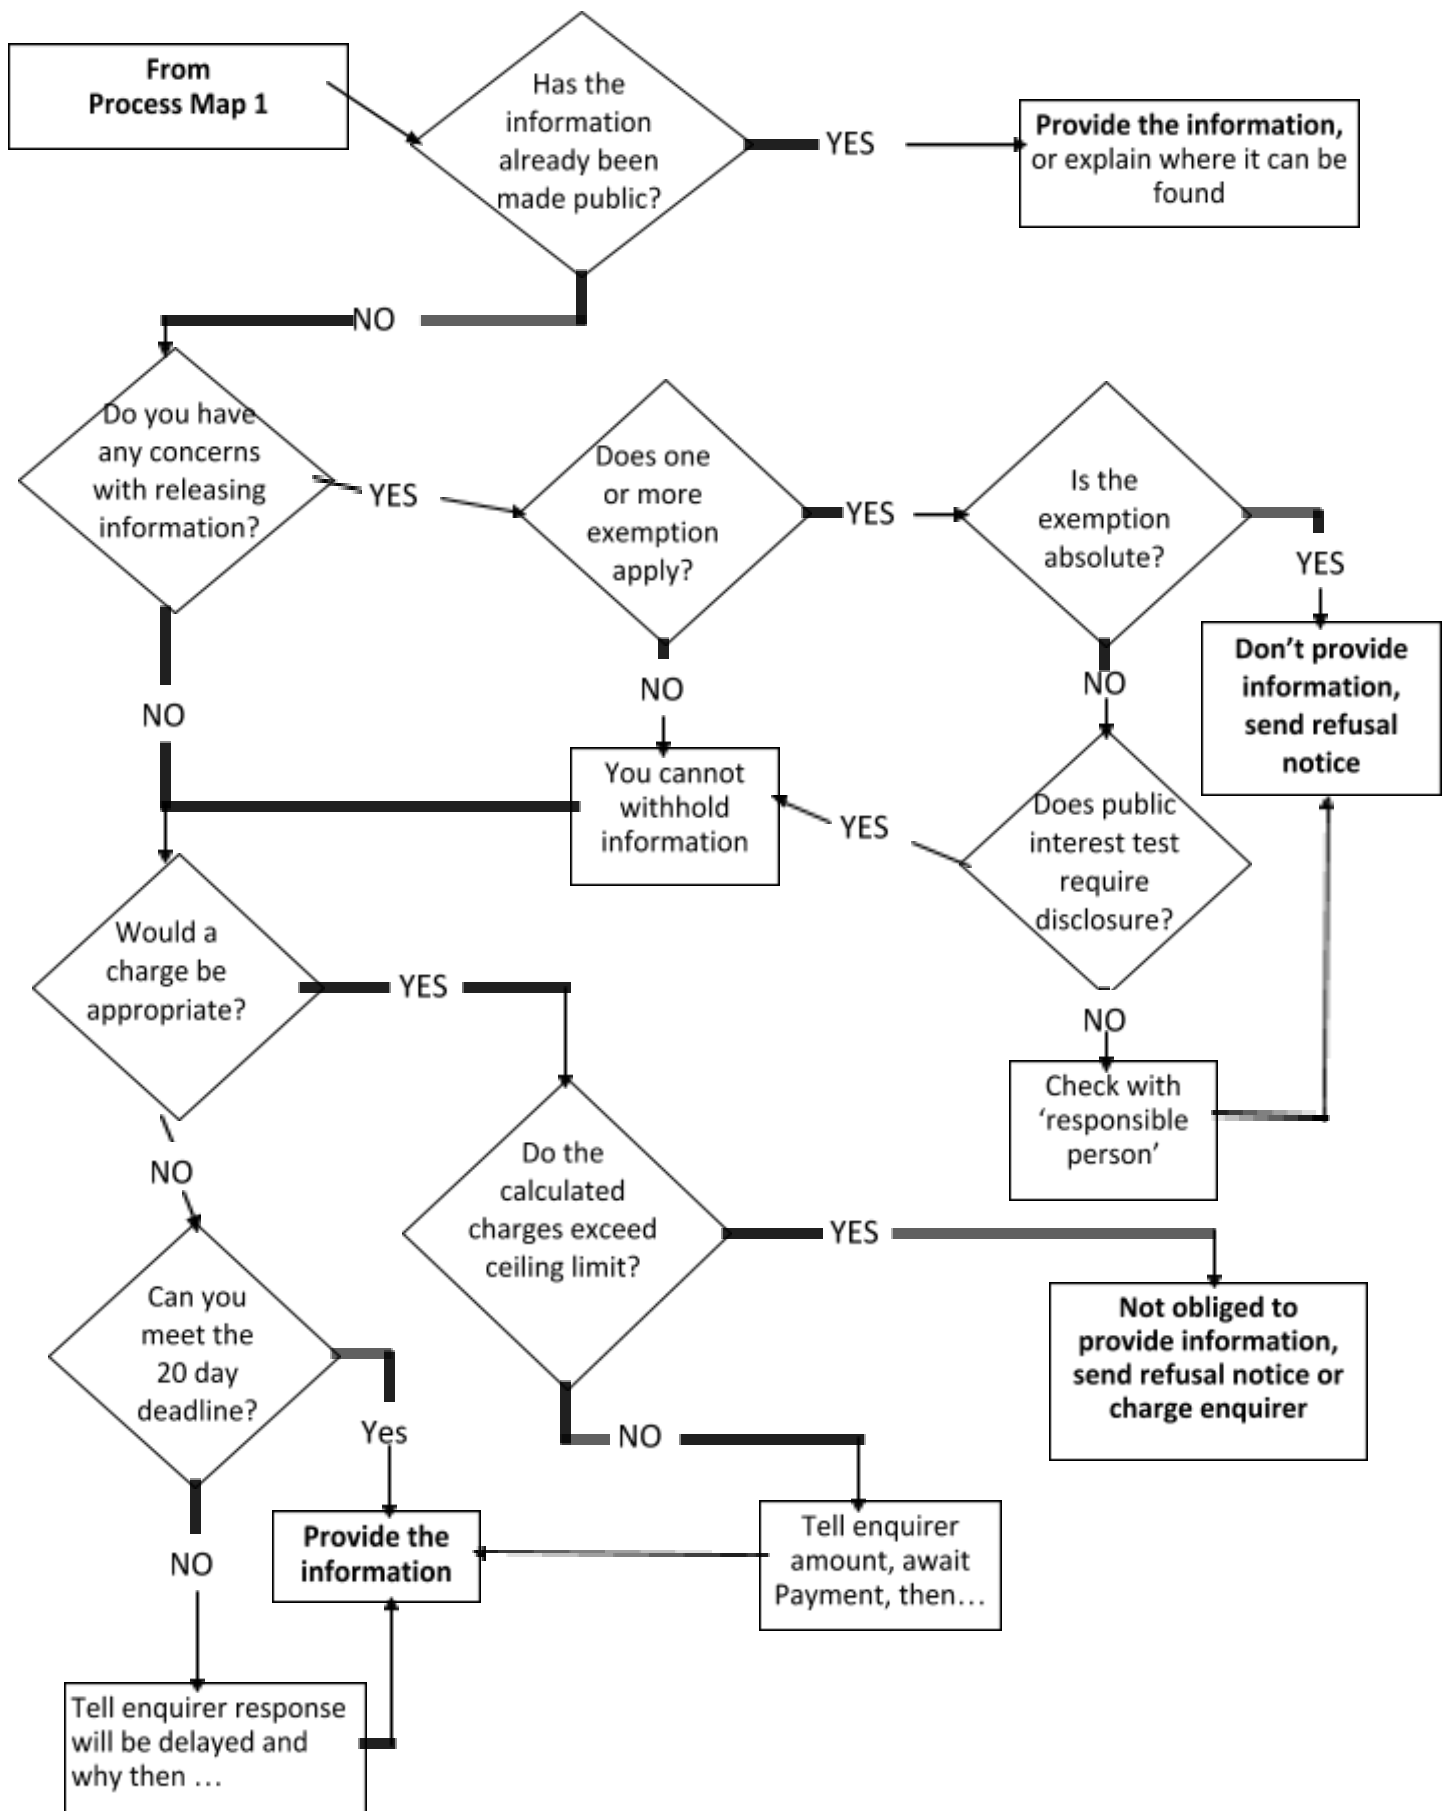 From
Process Map 1
Has the
information
already been
made public?
YES
Provide the information,
or explain where it can be
found
NO
Do you have
any concerns
with releasing
information?
YES
Does one
or more
exemption
apply?
YES
Is the
exemption
absolute?
YES
Don’t provide
information,
send refusal
notice
NO
NO
NO
You cannot
withhold
information
YES
Does public
interest test
require
disclosure?
Would a
charge be
appropriate?
YES
NO
Check with
‘responsible
person’
NO
Do the
calculated
charges exceed
ceiling limit?
YES
Not obliged to
provide information,
send refusal notice or
charge enquirer
Can you
meet the
20 day
deadline?
Yes
NO
NO
Provide the
information
Tell enquirer
amount, await
Payment, then…
Tell enquirer response
will be delayed and
why then …